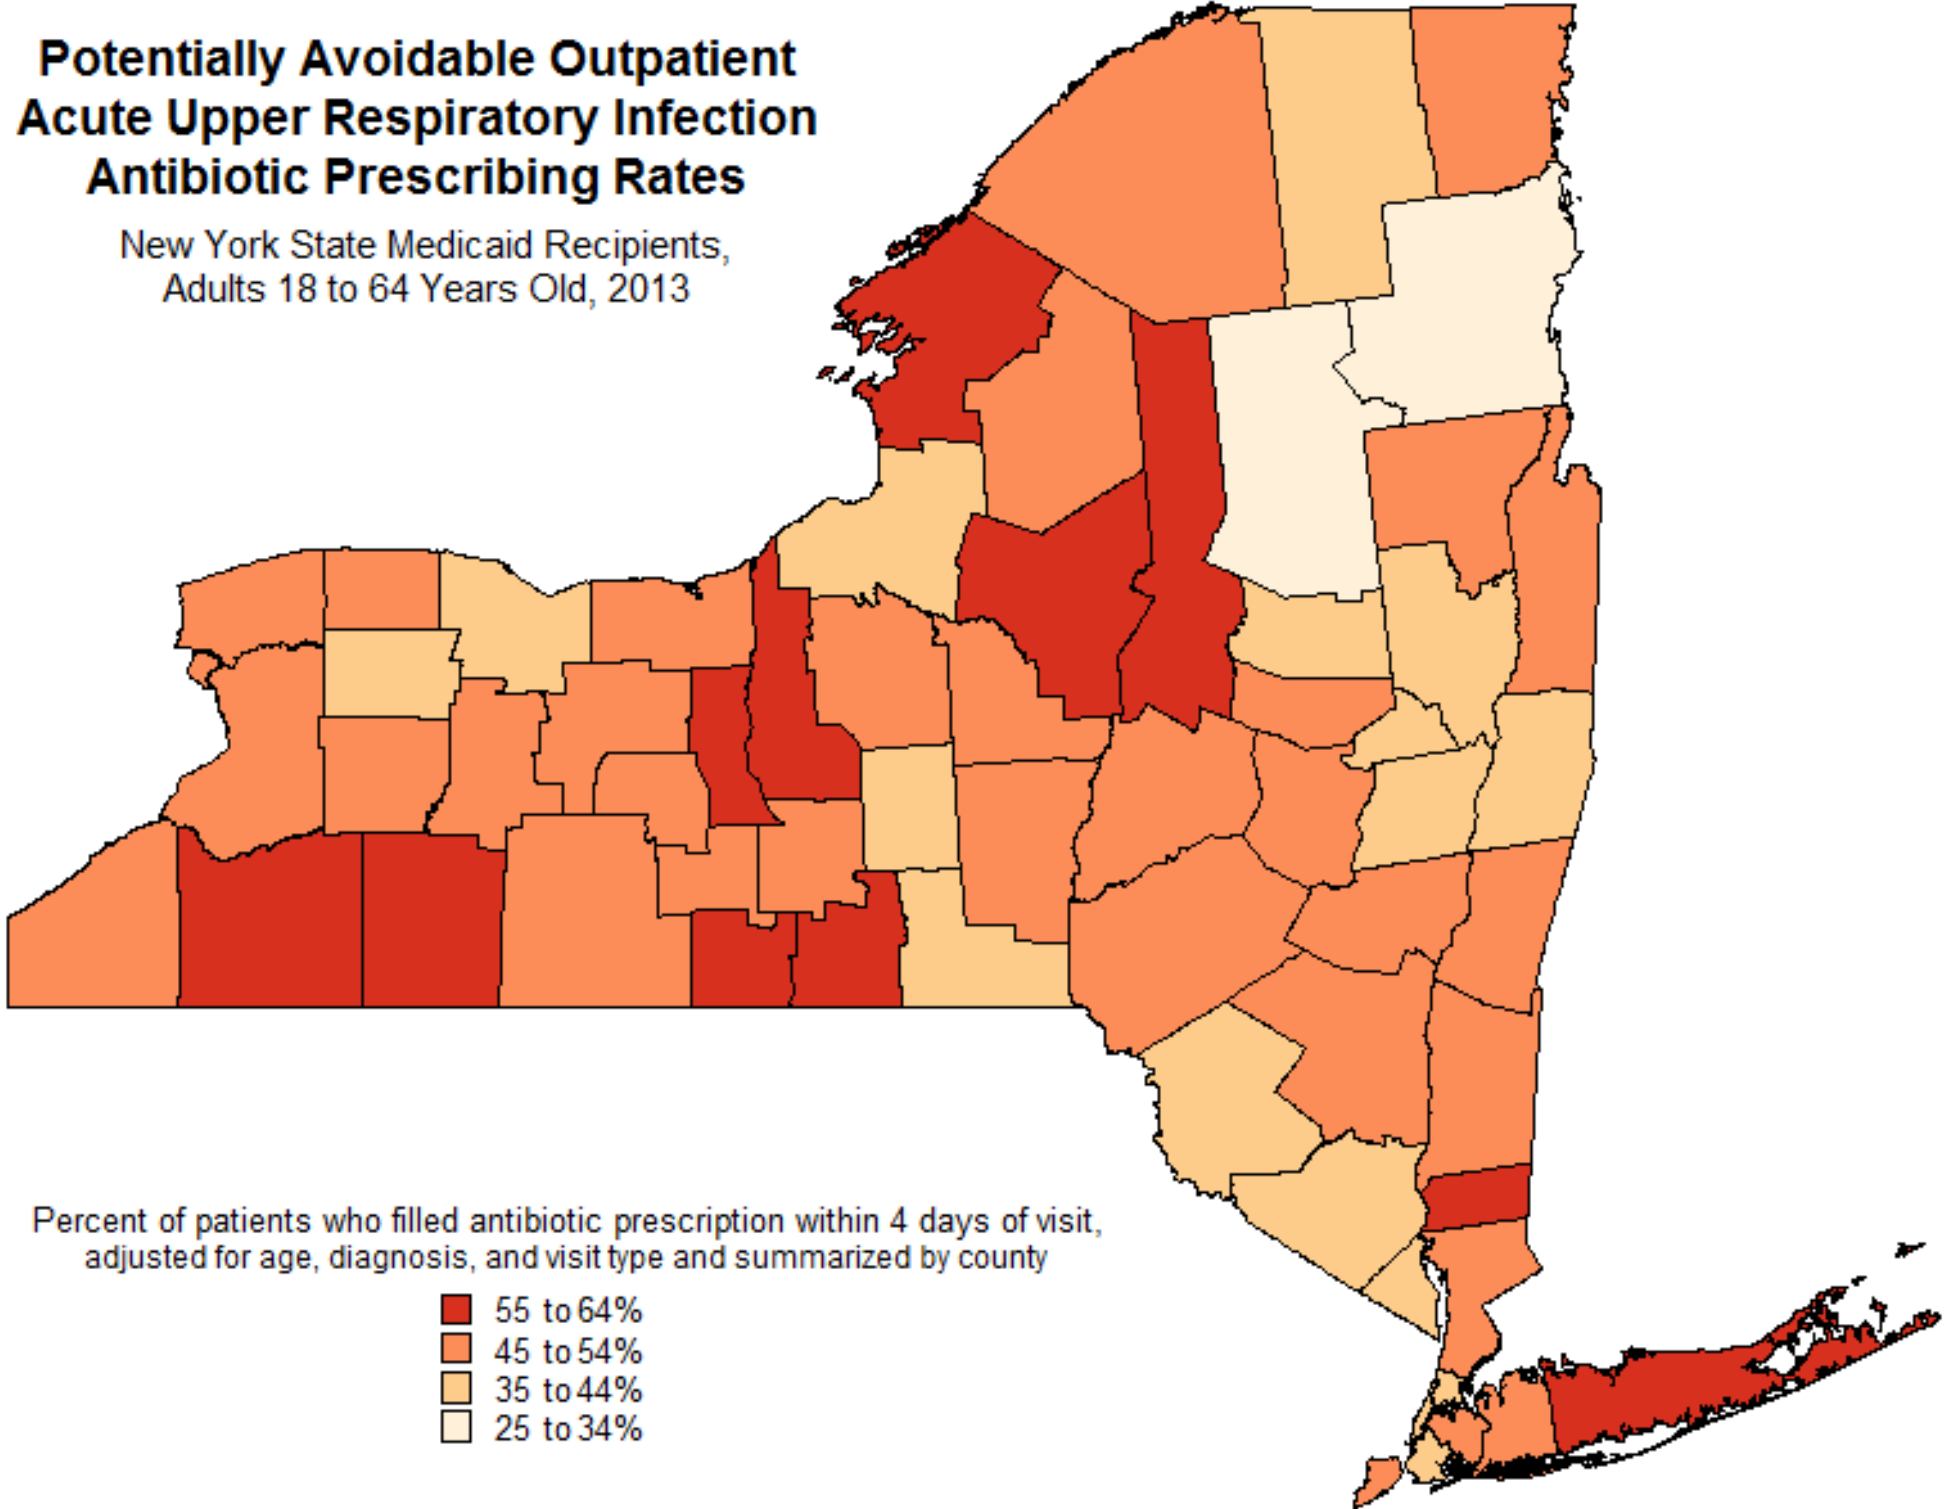 Potentially Avoidable Outpatient
Acute Upper Respiratory Infection
Antibiotic Prescribing Rates
New York State Medicaid Recipients,
Adults 18 to 64 Years Old, 2013
Percent of patients who filled antibiotic prescription within 4 days of visit,
adjusted for age, diagnosis, and visit type and summarized by county
55 to 64%
45 to 54%
35 to 44%
25 to 34%